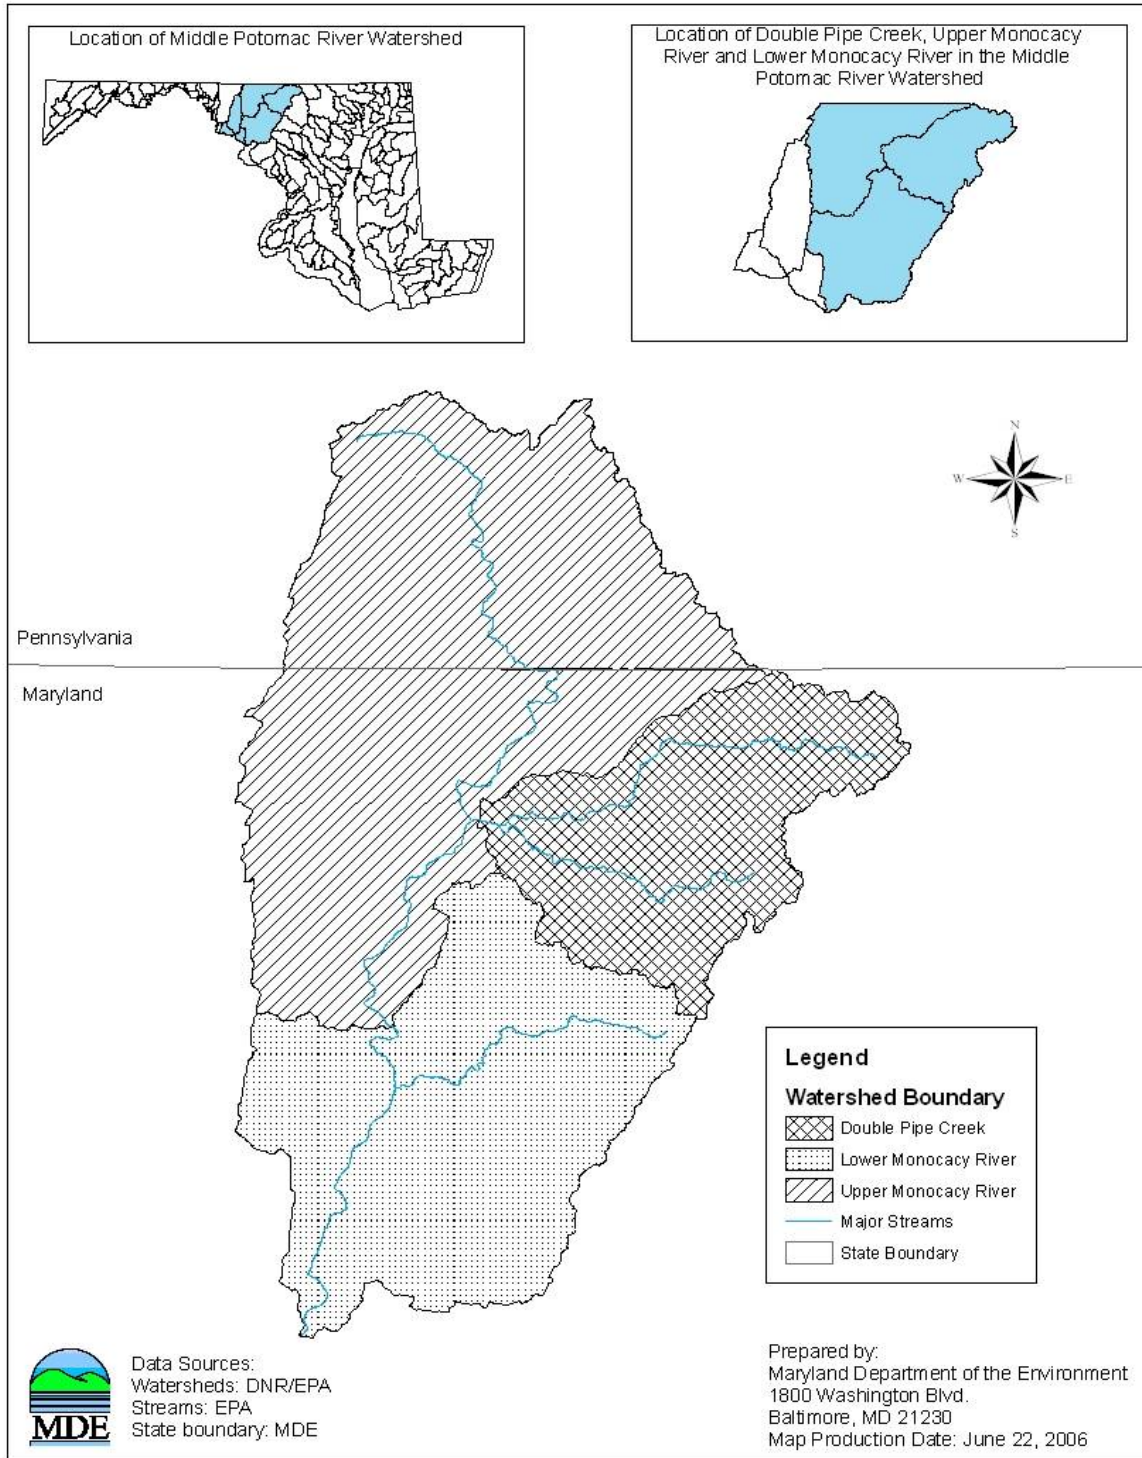 Location of Middle Potomac River Watershed
Location of Double Pipe Creek, Upper Monocacy
River and Lower Monocacy River in the Middle
Potomac River Watershed
N
W
E
S
Pennsylvania
Maryland
Legend
Watershed Boundary
Double Pipe Creek
Lower Monocacy River
Upper Monocacy River
Major Streams
State Boundary
MDE
Data Sources:
Watersheds: DNR/EPA
Streams: EPA
State boundary: MDE
Prepared by:
Maryland Department of the Environment
1800 Washington Blvd.
Baltimore, MD 21230
Map Production Date: June 22, 2006